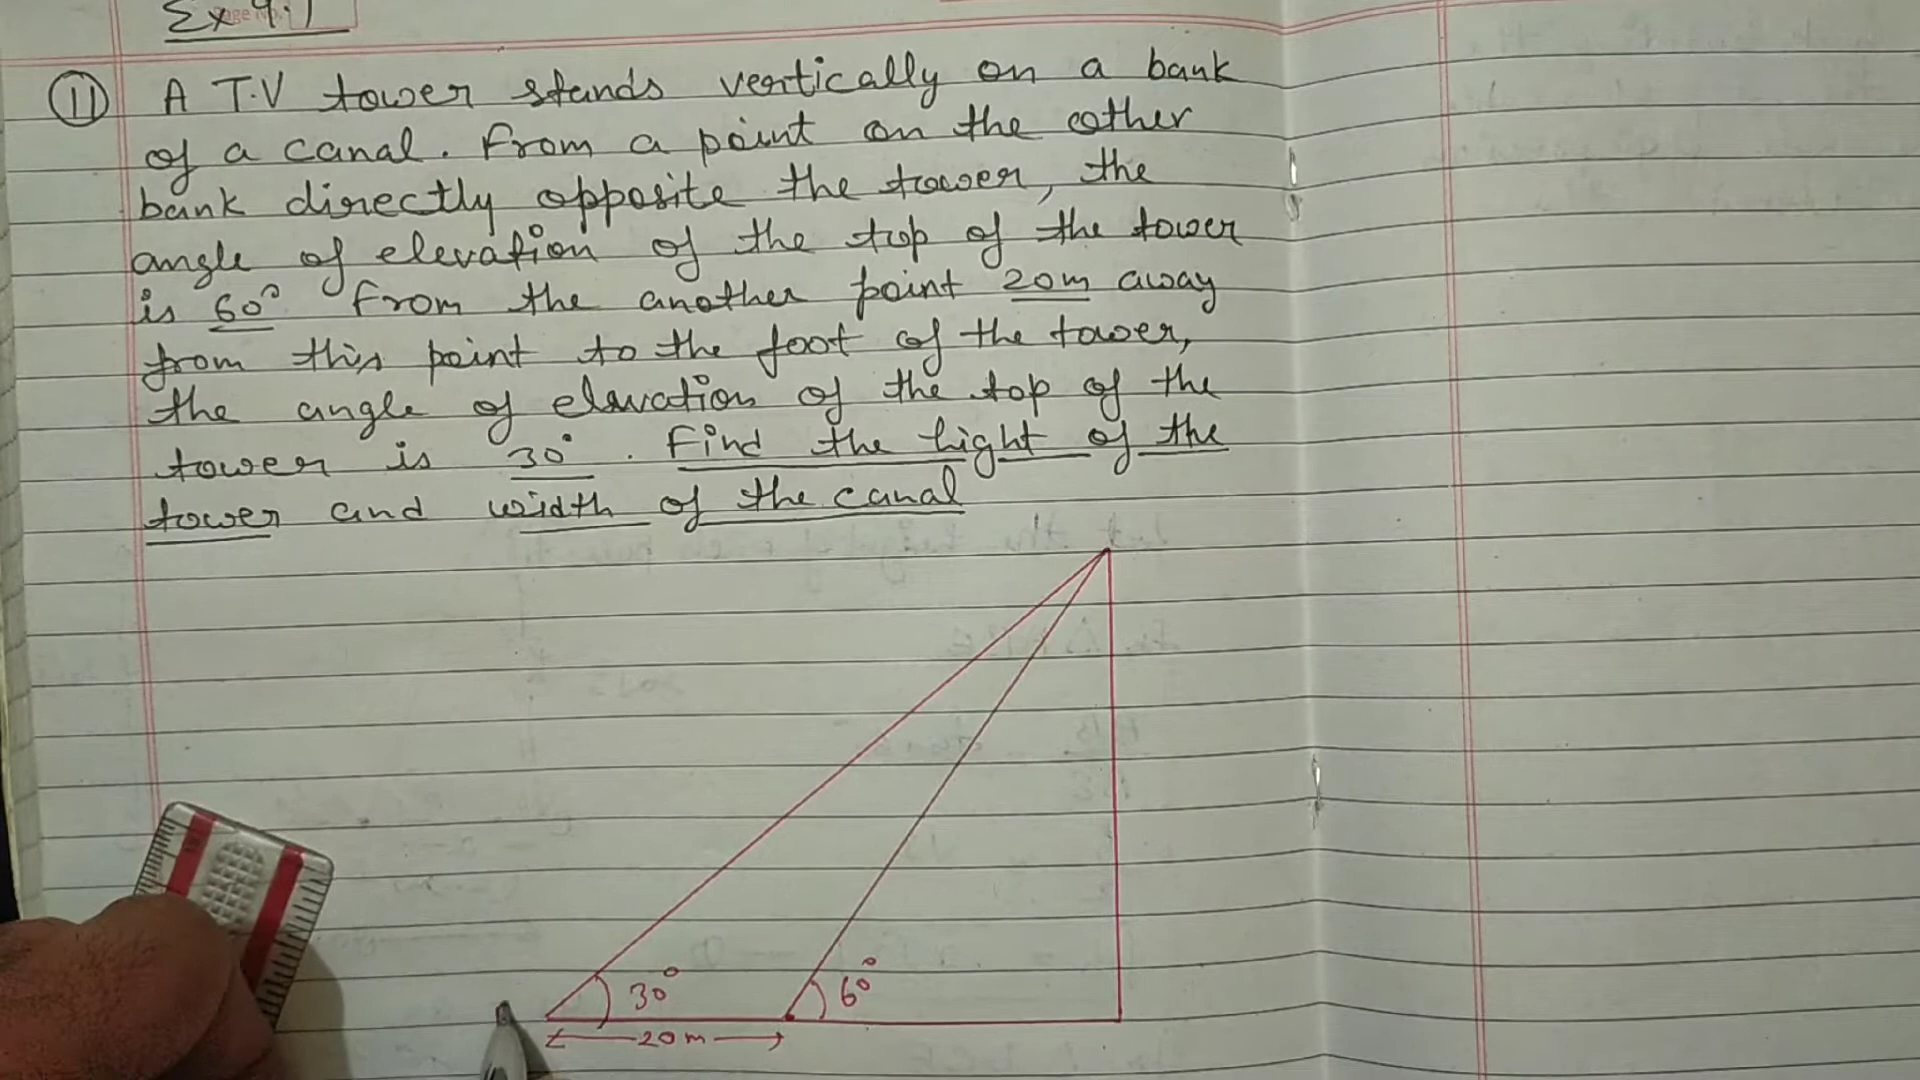 Ex 9.1
Page No.
11 A T.V tower stands vertically on a bank
of a canal. From a point on the other
bank directly opposite the tower, the
angle of elevation of the top of the tower
is 60° From the another point 20m away
from this point to the foot of the tower,
the angle of elevation of the top of the
tower is 30°. Find the hight of the
tower and width of the canal
30°
60°
20 m